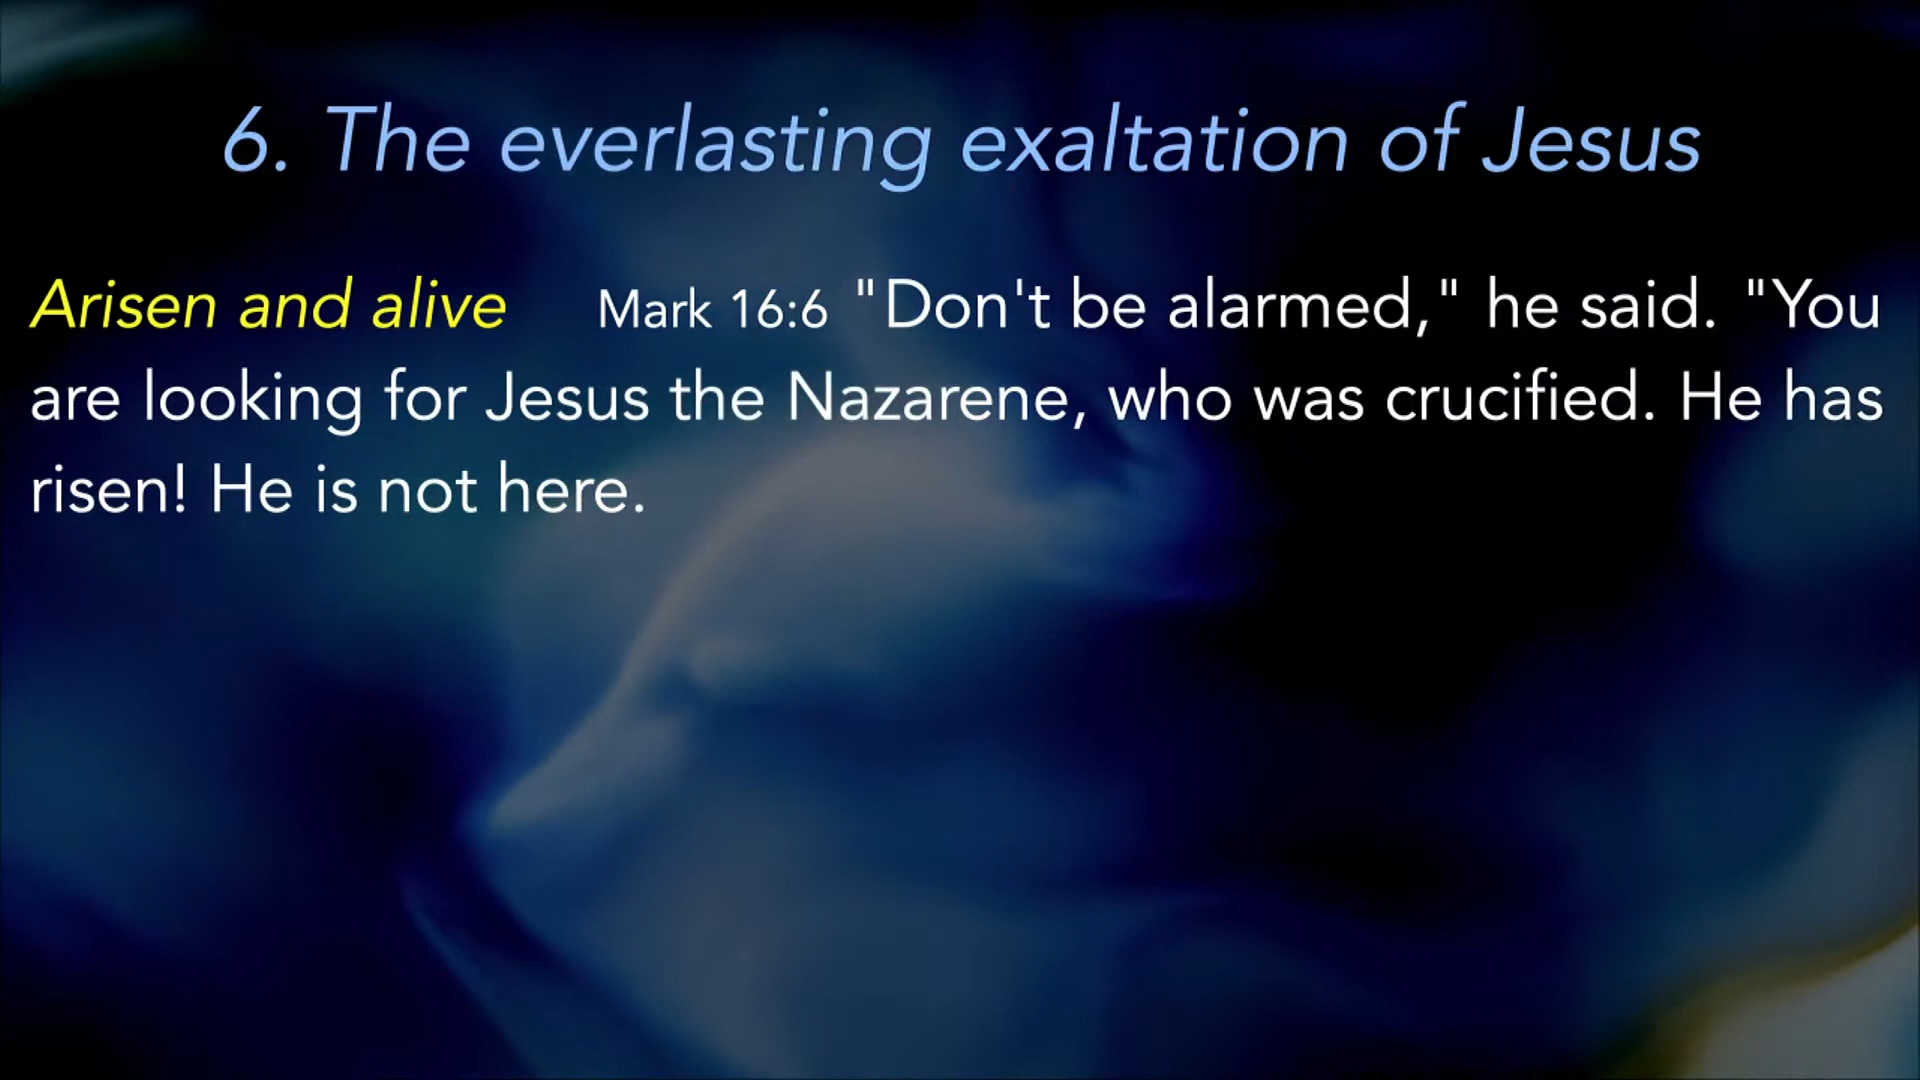 6. The everlasting exaltation of Jesus
Arisen and alive Mark 16:6 "Don't be alarmed," he said. "You
are looking for Jesus the Nazarene, who was crucified. He has
risen! He is not here.